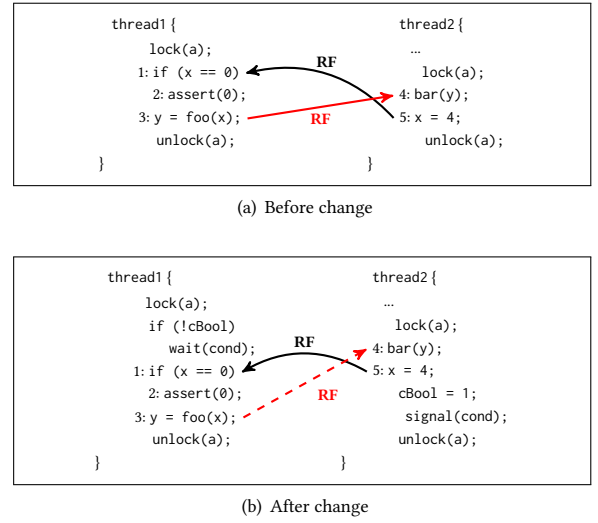 thread1 {
lock(a);
1: if (x == 0)
2: assert(0);
3: y = foo(x);
unlock(a);
}
RF
RF
thread2 {
...
lock(a);
4: bar(y);
5: x = 4;
unlock(a);
}
(a) Before change
thread1 {
lock(a);
if (!cBool)
wait(cond);
1: if (x == 0)
2: assert(0);
3: y = foo(x);
unlock(a);
}
RF
RF
thread2 {
...
lock(a);
4: bar(y);
5: x = 4;
cBool = 1;
signal(cond);
unlock(a);
}
(b) After change